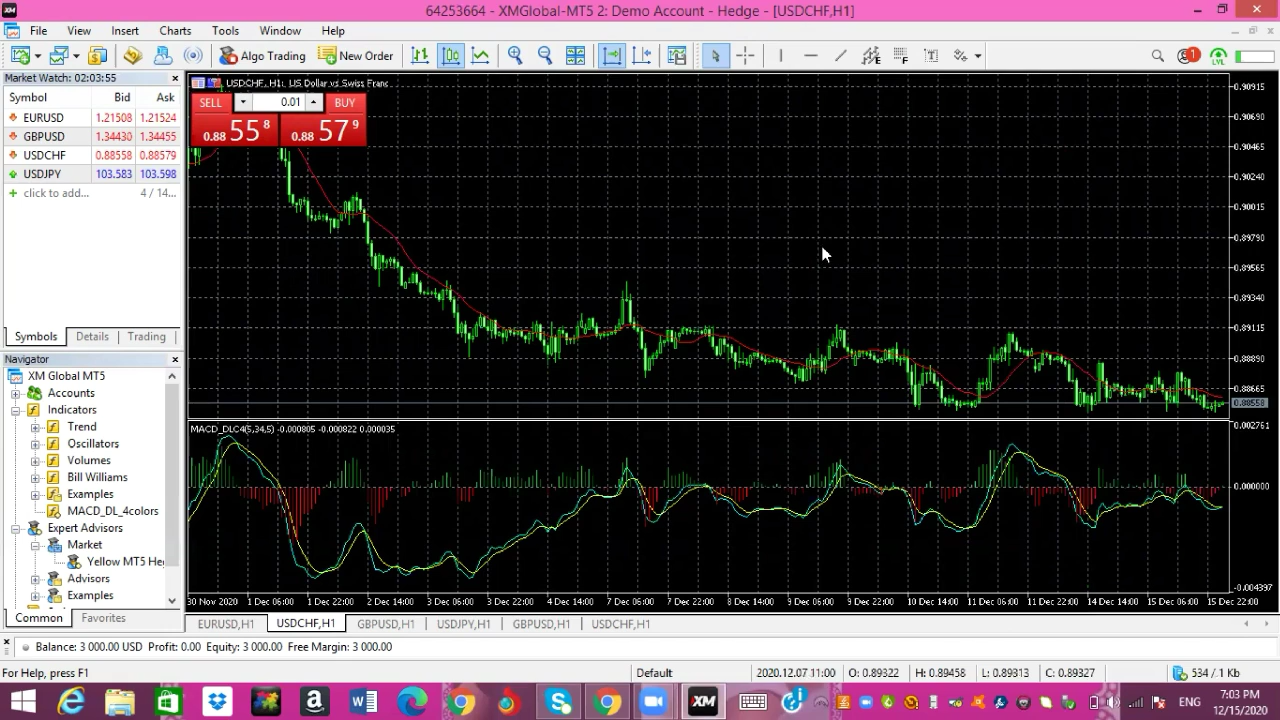 XM 64253664 - XMGlobal-MT5 2: Demo Account - Hedge - [USDCHF,H1]
File View Insert Charts Tools Window Help
Algo Trading New Order 1 LVL
Market Watch: 02:03:55
Symbol Bid Ask
EURUSD 1.21508 1.21524
GBPUSD 1.34430 1.34455
USDCHF 0.88558 0.88579
USDJPY 103.583 103.598
click to add... 4 / 14...
Symbols Details Trading
Navigator
XM Global MT5
Accounts
Indicators
Trend
Oscillators
Volumes
Bill Williams
Examples
MACD_DL_4colors
Expert Advisors
Market
Yellow MT5 Hec
Advisors
Examples
Common Favorites
USDCHF, H1: US Dollar vs Swiss Franc
SELL 0.01 BUY
0.88 55 8 0.88 57 9
0.90915
0.90690
0.90465
0.90240
0.90015
0.89790
0.89565
0.89340
0.89115
0.88890
0.88665
0.88558
MACD_DLC4(5,34,5) -0.000805 -0.000822 0.000035
0.002761
0.000000
-0.004397
30 Nov 2020 1 Dec 06:00 1 Dec 22:00 2 Dec 14:00 3 Dec 06:00 3 Dec 22:00 4 Dec 14:00 7 Dec 06:00 7 Dec 22:00 8 Dec 14:00 9 Dec 06:00 9 Dec 22:00 10 Dec 14:00 11 Dec 06:00 11 Dec 22:00 14 Dec 14:00 15 Dec 06:00 15 Dec 22:00
EURUSD,H1 USDCHF,H1 GBPUSD,H1 USDJPY,H1 GBPUSD,H1 USDCHF,H1
Balance: 3 000.00 USD Profit: 0.00 Equity: 3 000.00 Free Margin: 3 000.00
For Help, press F1 Default 2020.12.07 11:00 O: 0.89322 H: 0.89458 L: 0.89313 C: 0.89327 534 / 1 Kb
XM ENG 7:03 PM
12/15/2020